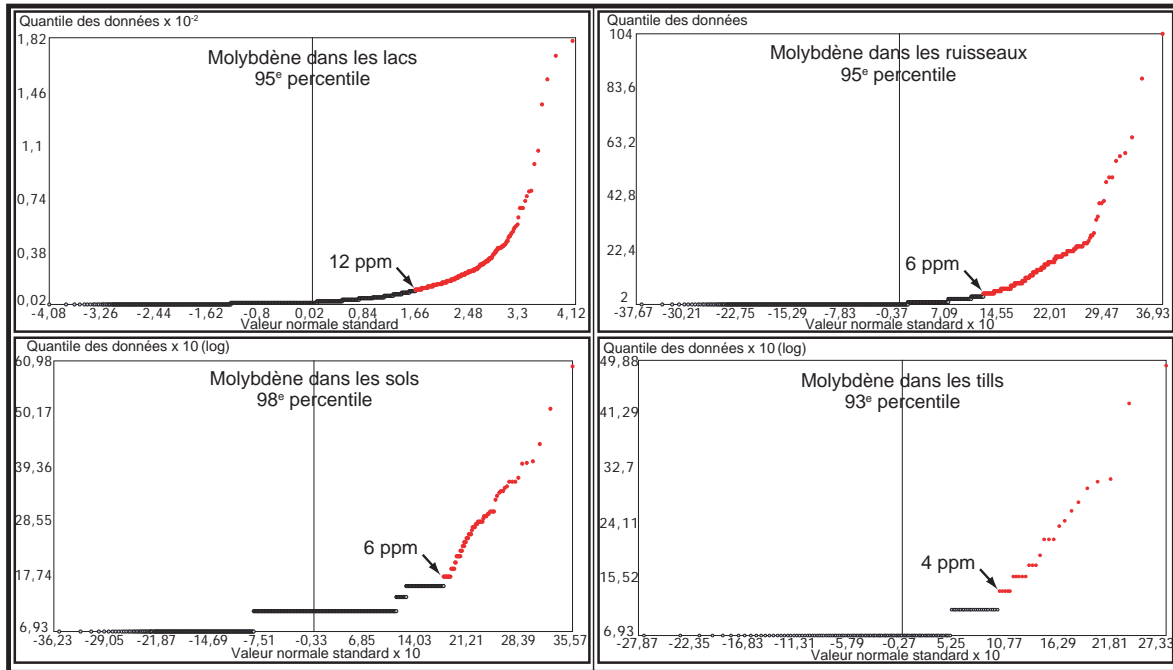 Quantile des données x 10⁻²
1,82
1,46
1,1
0,74
0,38
0,02
Molybdène dans les lacs
95ᵉ percentile
12 ppm
-4,08 -3,26 -2,44 -1,62 -0,8 0,02 0,84 1,66 2,48 3,3 4,12
Valeur normale standard
Quantile des données
104
83,6
63,2
42,8
22,4
2
Molybdène dans les ruisseaux
95ᵉ percentile
6 ppm
-37,67 -30,21 -22,75 -15,29 -7,83 -0,37 7,09 14,55 22,01 29,47 36,93
Valeur normale standard x 10
Quantile des données x 10 (log)
60,98
50,17
39,36
28,55
17,74
6,93
Molybdène dans les sols
98ᵉ percentile
6 ppm
-36,23 -29,05 -21,87 -14,69 -7,51 -0,33 6,85 14,03 21,21 28,39 35,57
Valeur normale standard x 10
Quantile des données x 10 (log)
49,88
41,29
32,7
24,11
15,52
6,93
Molybdène dans les tills
93ᵉ percentile
4 ppm
-27,87 -22,35 -16,83 -11,31 -5,79 -0,27 5,25 10,77 16,29 21,81 27,33
Valeur normale standard x 10